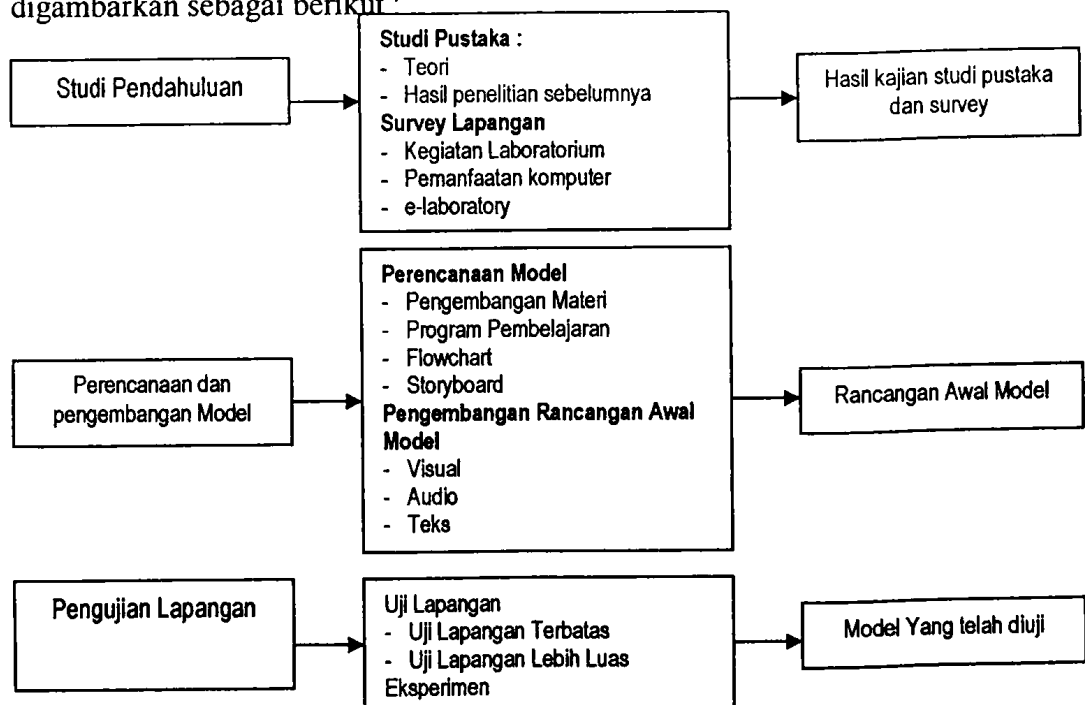 digambarkan sebagai berikut :
Studi Pendahuluan
Studi Pustaka :
- Teori
- Hasil penelitian sebelumnya
Survey Lapangan
- Kegiatan Laboratorium
- Pemanfaatan komputer
- e-laboratory
Hasil kajian studi pustaka
dan survey
Perencanaan dan
pengembangan Model
Perencanaan Model
- Pengembangan Materi
- Program Pembelajaran
- Flowchart
- Storyboard
Pengembangan Rancangan Awal
Model
- Visual
- Audio
- Teks
Rancangan Awal Model
Pengujian Lapangan
Uji Lapangan
- Uji Lapangan Terbatas
- Uji Lapangan Lebih Luas
Eksperimen
Model Yang telah diuji